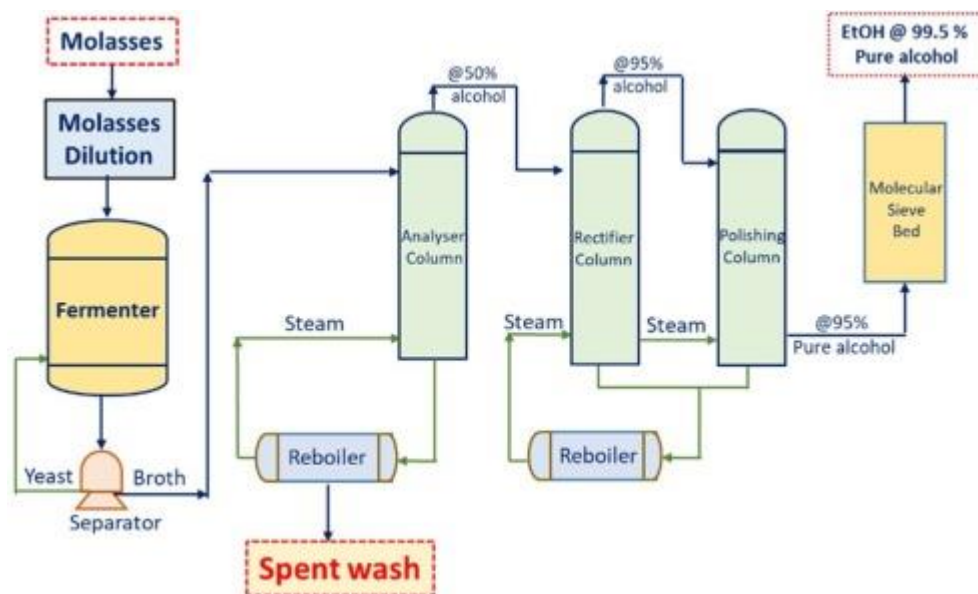 Molasses
Molasses
Dilution
Fermenter
Yeast
Broth
Separator
@50%
alcohol
Analyser
Column
Steam
Reboiler
Spent wash
@95%
alcohol
Rectifier
Column
Steam
Steam
Reboiler
Polishing
Column
@95%
Pure alcohol
Molecular
Sieve
Bed
EtOH @ 99.5 %
Pure alcohol